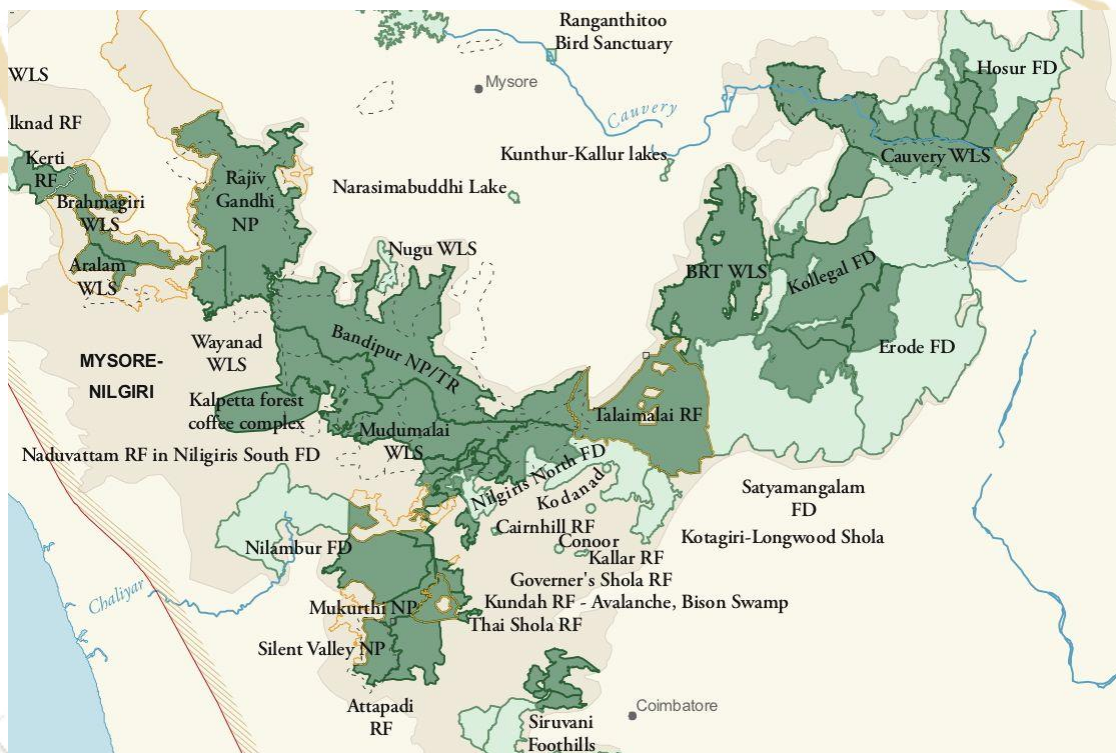 Ranganthitoo
Bird Sanctuary
WLS
Hosur FD
Mysore
Cauvery
lknad RF
Kerti
RF
Kunthur-Kallur lakes
Cauvery WLS
Rajiv
Gandhi
NP
Narasimabuddhi Lake
Brahmagiri
WLS
Nugu WLS
Aralam
WLS
BRT WLS
Kollegal FD
Wayanad
WLS
Bandipur NP/TR
Erode FD
MYSORE-
NILGIRI
Kalpetta forest
coffee complex
Talaimalai RF
Mudumalai
WLS
Naduvattam RF in Niligiris South FD
Nilgiris North FD
Kodanad
Satyamangalam
FD
Cairnhill RF
Conoor
Kotagiri-Longwood Shola
Nilambur FD
Kallar RF
Governer's Shola RF
Chaliyar
Mukurthi NP
Kundah RF - Avalanche, Bison Swamp
Thai Shola RF
Silent Valley NP
Attapadi
RF
Coimbatore
Siruvani
Foothills